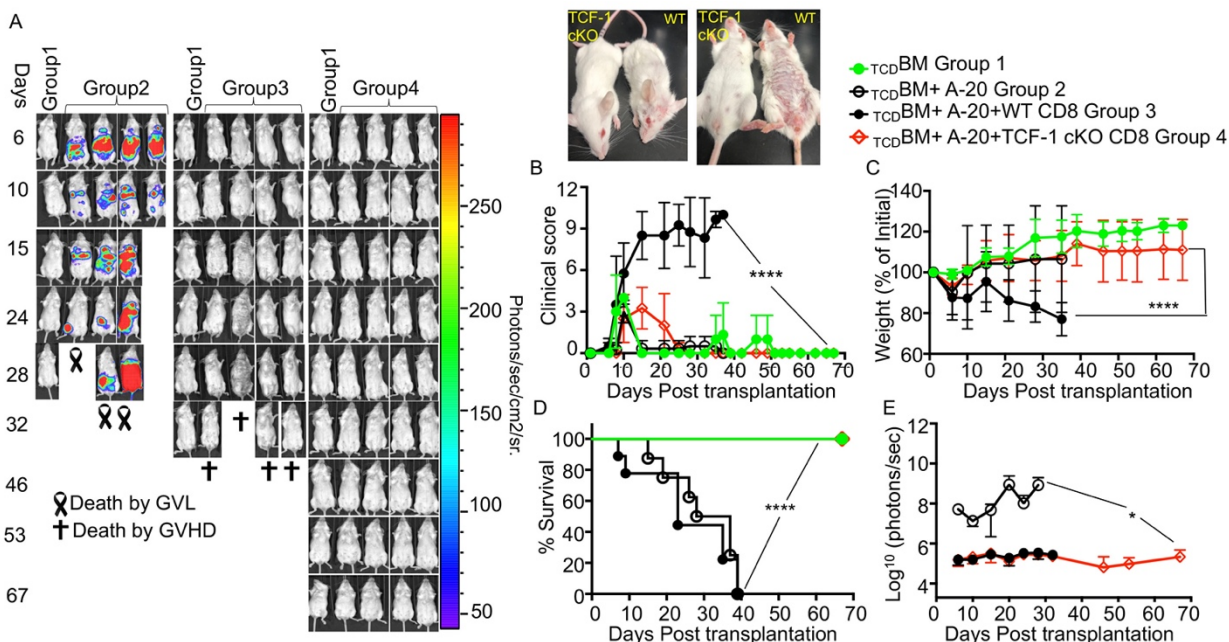 A
Days
Group1
Group2
Group1
Group3
Group1
Group4
6
10
15
24
28
32
46
53
67
Death by GVL
Death by GVHD
250
200
150
100
50
Photons/sec/cm2/sr.
TCF-1 cKO
WT
TCF-1 cKO
WT
TCDBM Group 1
TCDBM+ A-20 Group 2
TCDBM+ A-20+WT CD8 Group 3
TCDBM+ A-20+TCF-1 cKO CD8 Group 4
B
Clinical score
12
9
6
3
0
****
0 10 20 30 40 50 60 70
Days Post transplantation
C
Weight (% of Initial)
140
120
100
80
60
****
0 10 20 30 40 50 60 70
Days Post transplantation
D
% Survival
100
80
60
40
20
0
****
0 10 20 30 40 50 60 70
Days Post transplantation
E
Log10 (photons/sec)
12
10
8
6
4
*
0 10 20 30 40 50 60 70
Days Post transplantation